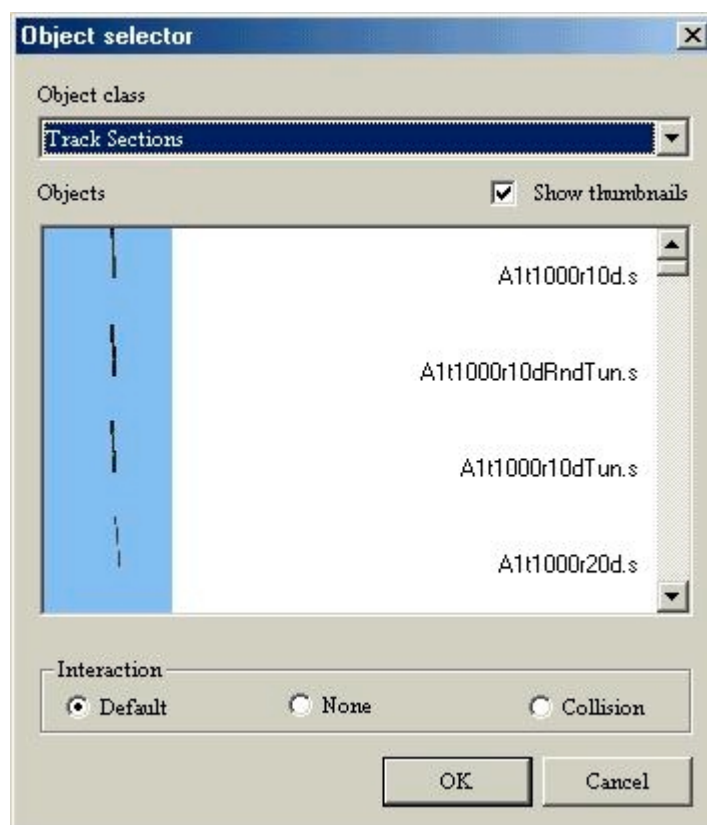 Object selector
Object class
Track Sections
Objects
Show thumbnails
A1t1000r10d.s
A1t1000r10dRndTun.s
A1t1000r10dTun.s
A1t1000r20d.s
Interaction
Default None Collision
OK Cancel